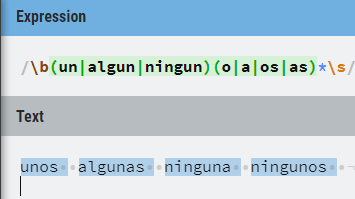 Expression
/\b(un|algun|ningun)(o|a|os|as)*\s/
Text
unos algunas ninguna ningunos